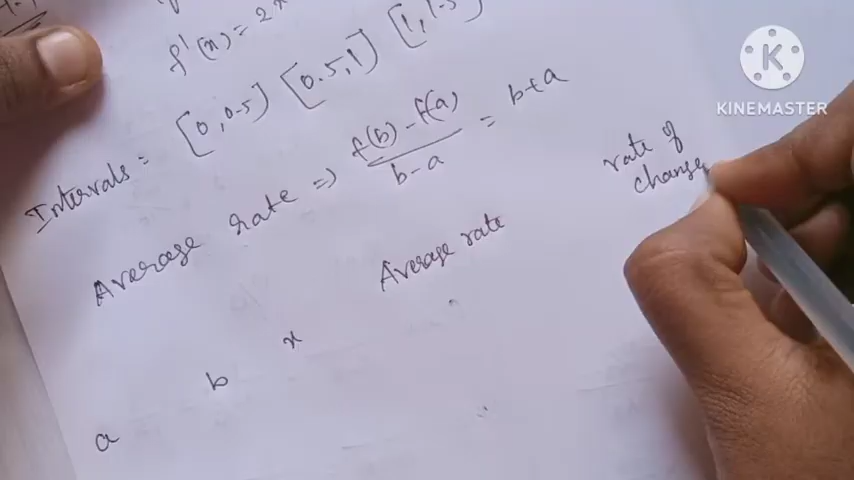 f'(x) = 2x
Intervals = [0, 0.5) [0.5, 1) [1, 1.5)
Average rate => f(b) - f(a) / b - a = b + a
a b x Average rate rate of
change
KINEMASTER